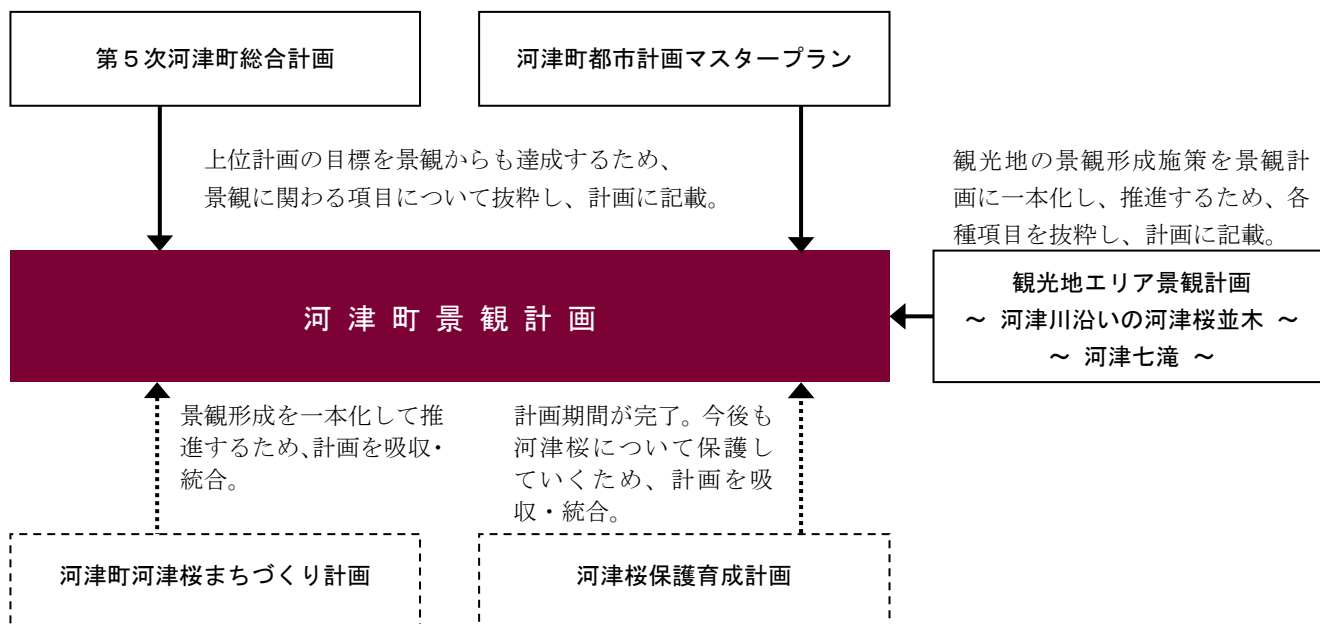 第５次河津町総合計画
河津町都市計画マスタープラン
上位計画の目標を景観からも達成するため、
景観に関わる項目について抜粋し、計画に記載。
観光地の景観形成施策を景観計
画に一本化し、推進するため、各
種項目を抜粋し、計画に記載。
河津町景観計画
観光地エリア景観計画
～ 河津川沿いの河津桜並木 ～
～ 河津七滝 ～
景観形成を一本化して推
進するため、計画を吸収・
統合。
計画期間が完了。今後も
河津桜について保護し
ていくため、計画を吸
収・統合。
河津町河津桜まちづくり計画
河津桜保護育成計画